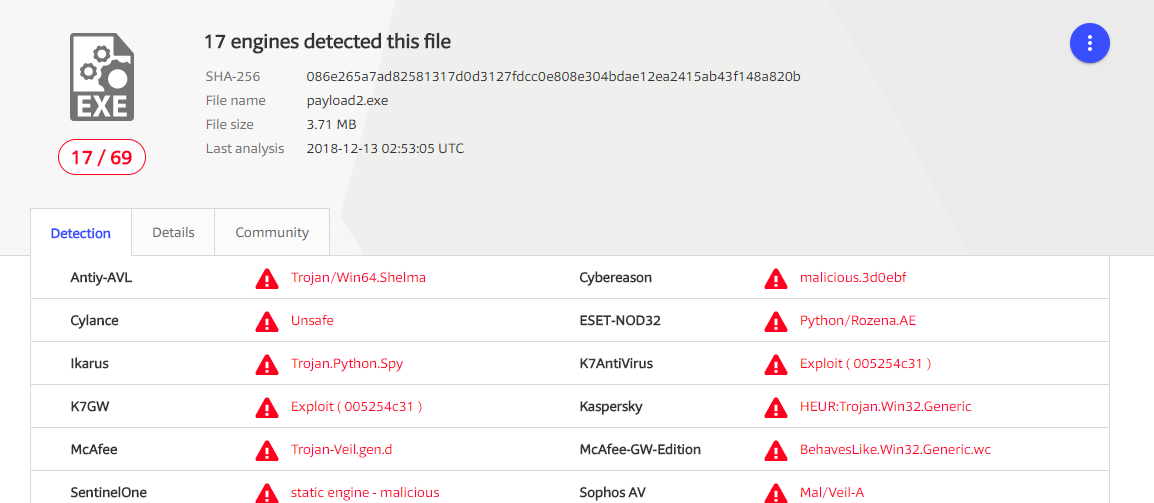 17 engines detected this file
EXE
17 / 69
SHA-256 086e265a7ad82581317d0d3127fdcc0e808e304bdae12ea2415ab43f148a820b
File name payload2.exe
File size 3.71 MB
Last analysis 2018-12-13 02:53:05 UTC
Detection Details Community
Antiy-AVL Trojan/Win64.Shelma Cybereason malicious.3d0ebf
Cylance Unsafe ESET-NOD32 Python/Rozena.AE
Ikarus Trojan.Python.Spy K7AntiVirus Exploit ( 005254c31 )
K7GW Exploit ( 005254c31 ) Kaspersky HEUR:Trojan.Win32.Generic
McAfee Trojan-Veil.gen.d McAfee-GW-Edition BehavesLike.Win32.Generic.wc
SentinelOne static engine - malicious Sophos AV Mal/Veil-A